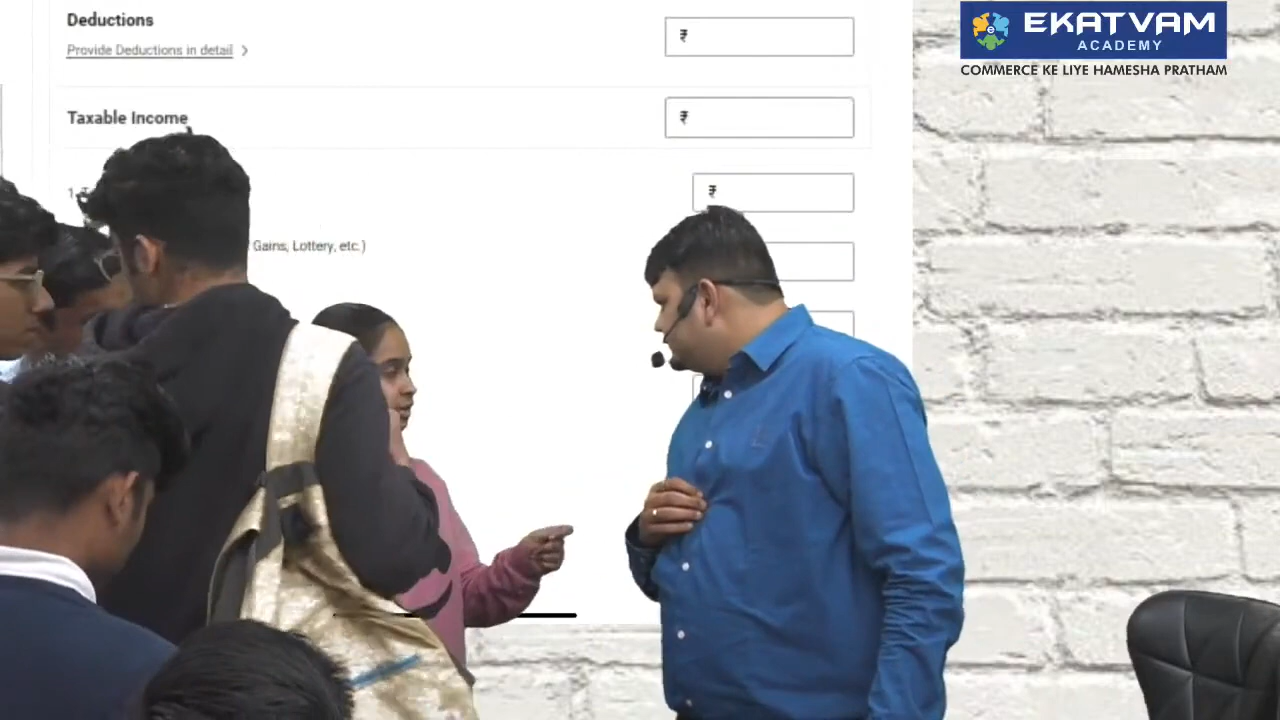 Deductions
Provide Deductions in detail >
₹
Taxable Income
₹
₹
Gains, Lottery, etc.)
EKATVAM
ACADEMY
COMMERCE KE LIYE HAMESHA PRATHAM